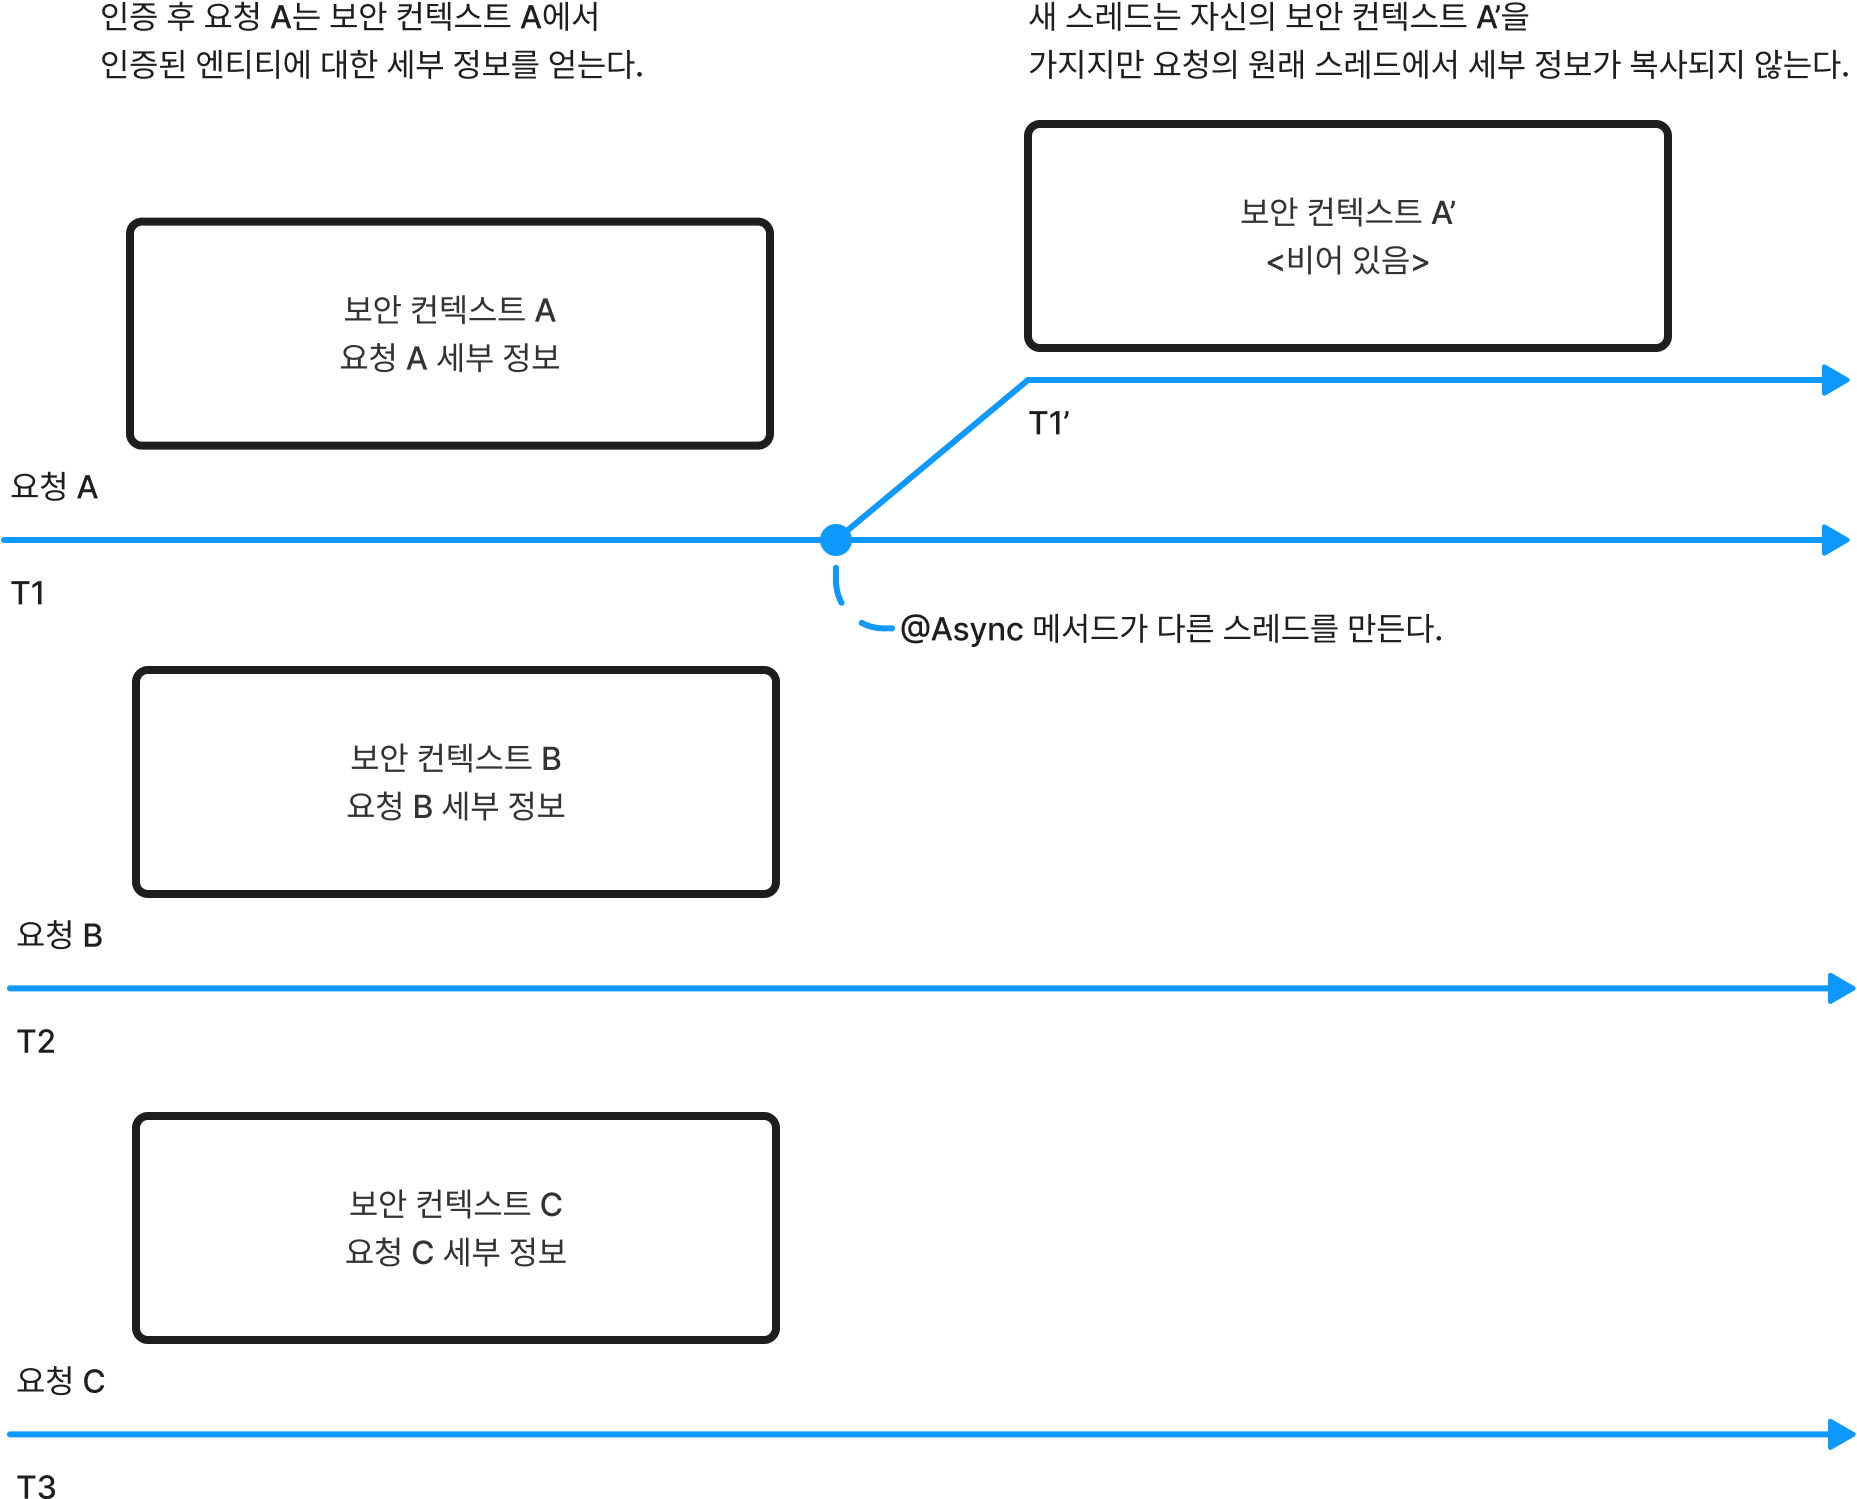 인증 후 요청 A는 보안 컨텍스트 A에서
인증된 엔티티에 대한 세부 정보를 얻는다.
새 스레드는 자신의 보안 컨텍스트 A’을
가지지만 요청의 원래 스레드에서 세부 정보가 복사되지 않는다.
보안 컨텍스트 A’
<비어 있음>
보안 컨텍스트 A
요청 A 세부 정보
T1’
요청 A
T1
@Async 메서드가 다른 스레드를 만든다.
보안 컨텍스트 B
요청 B 세부 정보
요청 B
T2
보안 컨텍스트 C
요청 C 세부 정보
요청 C
T3